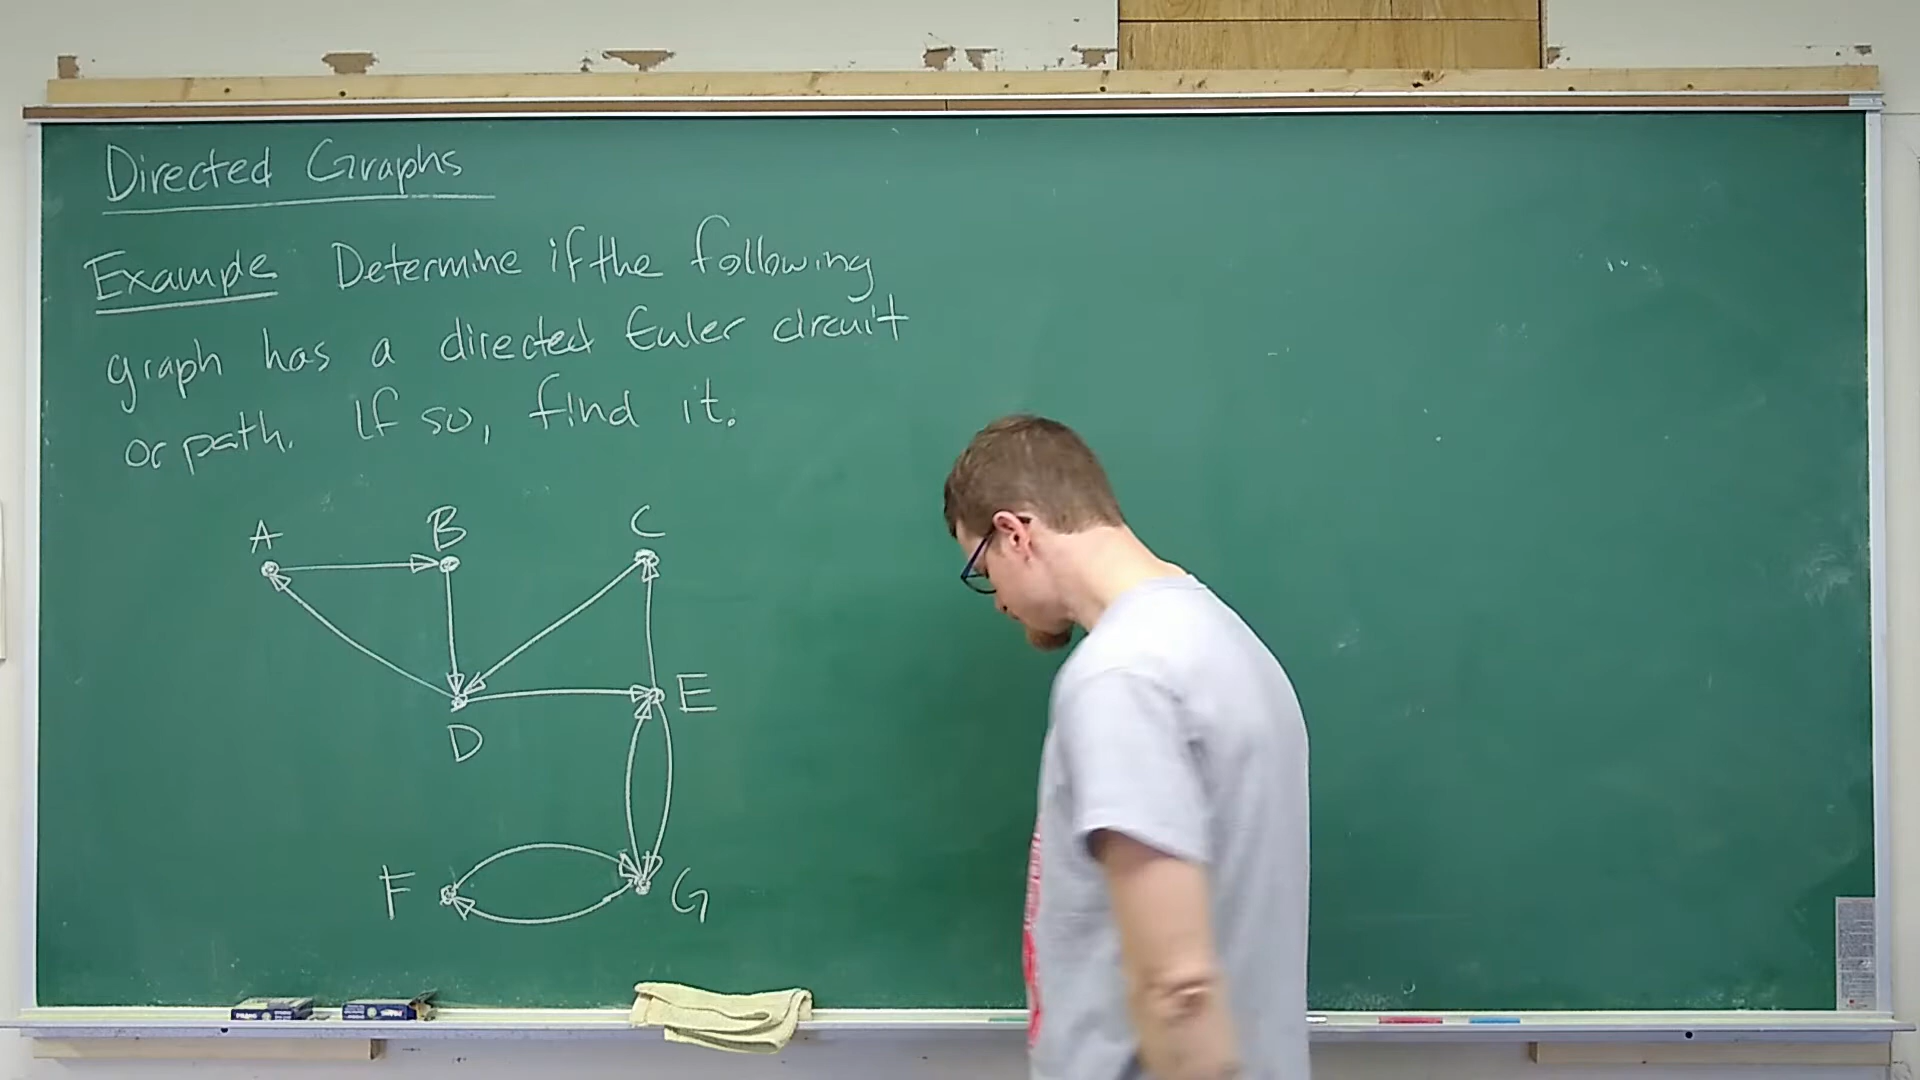 Directed Graphs
Example Determine if the following
graph has a directed Euler circuit
or path. If so, find it.
A B C
D E
F G